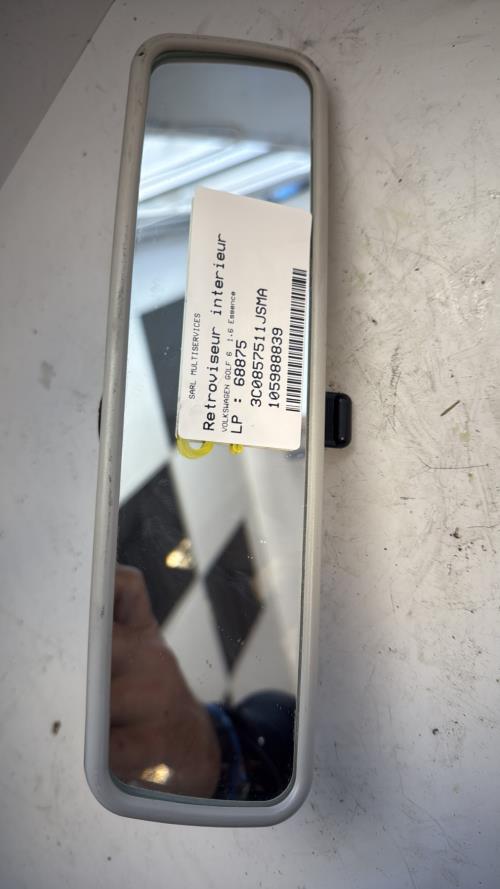 SARL MULTISERVICES
Retroviseur interieur
VOLKSWAGEN GOLF 6 1.6 Essence
LP : 68875
3C0857511JSMA
105988839